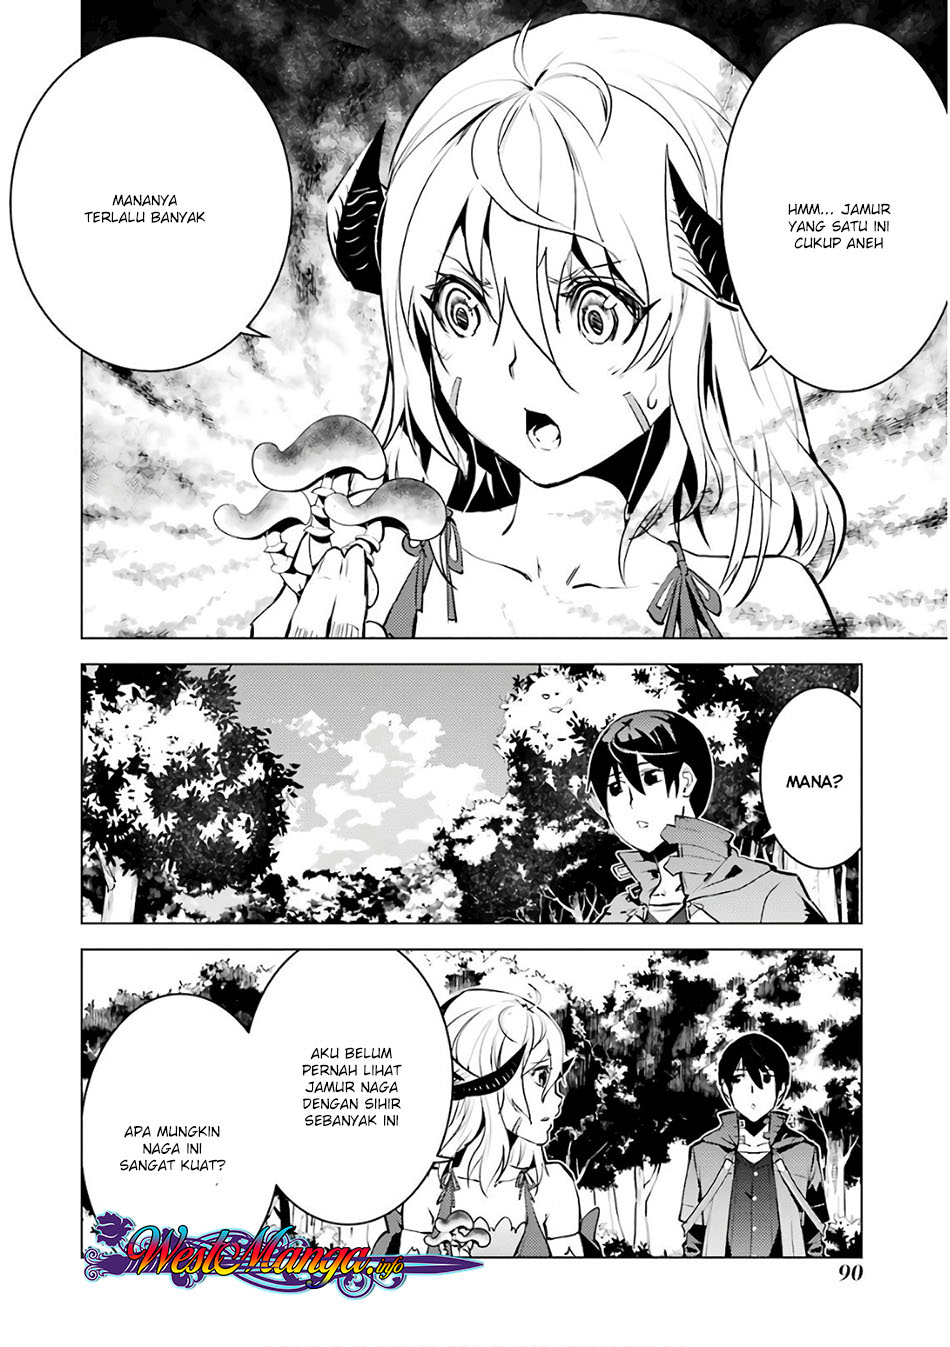 HMM... JAMUR
YANG SATU INI
CUKUP ANEH
MANANYA
TERLALU BANYAK
MANA?
AKU BELUM
PERNAH LIHAT
JAMUR NAGA
DENGAN SIHIR
SEBANYAK INI
APA MUNGKIN
NAGA INI
SANGAT KUAT?
WestManga.info
90